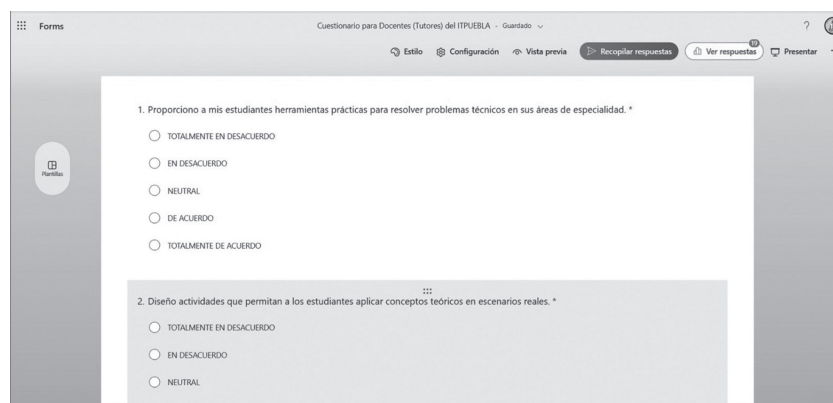 Forms
Cuestionario para Docentes (Tutores) del ITPUEBLA - Guardado
?
Estilo
Configuración
Vista previa
Recopilar respuestas
Ver respuestas
Presentar
1. Proporciono a mis estudiantes herramientas prácticas para resolver problemas técnicos en sus áreas de especialidad. *
TOTALMENTE EN DESACUERDO
EN DESACUERDO
NEUTRAL
DE ACUERDO
TOTALMENTE DE ACUERDO
Plantillas
2. Diseño actividades que permitan a los estudiantes aplicar conceptos teóricos en escenarios reales. *
TOTALMENTE EN DESACUERDO
EN DESACUERDO
NEUTRAL